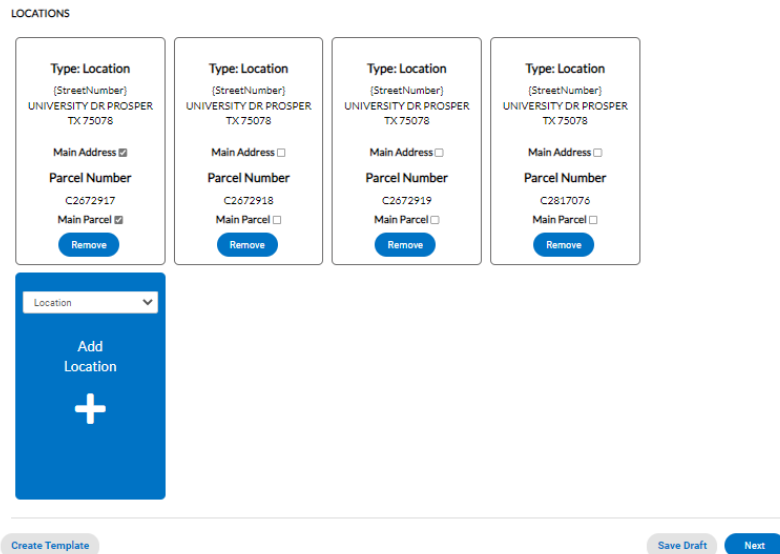 LOCATIONS
Type: Location
{StreetNumber}
UNIVERSITY DR PROSPER
TX 75078
Main Address
Parcel Number
C2672917
Main Parcel
Remove
Type: Location
{StreetNumber}
UNIVERSITY DR PROSPER
TX 75078
Main Address
Parcel Number
C2672918
Main Parcel
Remove
Type: Location
{StreetNumber}
UNIVERSITY DR PROSPER
TX 75078
Main Address
Parcel Number
C2672919
Main Parcel
Remove
Type: Location
{StreetNumber}
UNIVERSITY DR PROSPER
TX 75078
Main Address
Parcel Number
C2817076
Main Parcel
Remove
Location
Add
Location
Create Template
Save Draft
Next